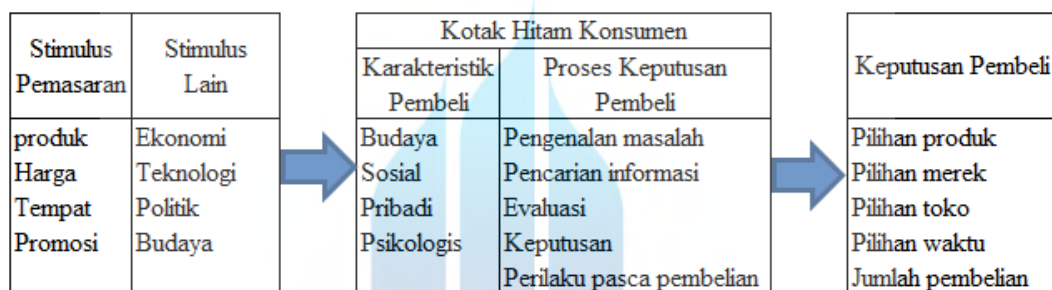 Stimulus
Pemasaran
Stimulus
Lain
produk
Harga
Tempat
Promosi
Ekonomi
Teknologi
Politik
Budaya
Kotak Hitam Konsumen
Karakteristik
Pembeli
Proses Keputusan
Pembeli
Budaya
Sosial
Pribadi
Psikologis
Pengenalan masalah
Pencarian informasi
Evaluasi
Keputusan
Perilaku pasca pembelian
Keputusan Pembeli
Pilihan produk
Pilihan merek
Pilihan toko
Pilihan waktu
Jumlah pembelian